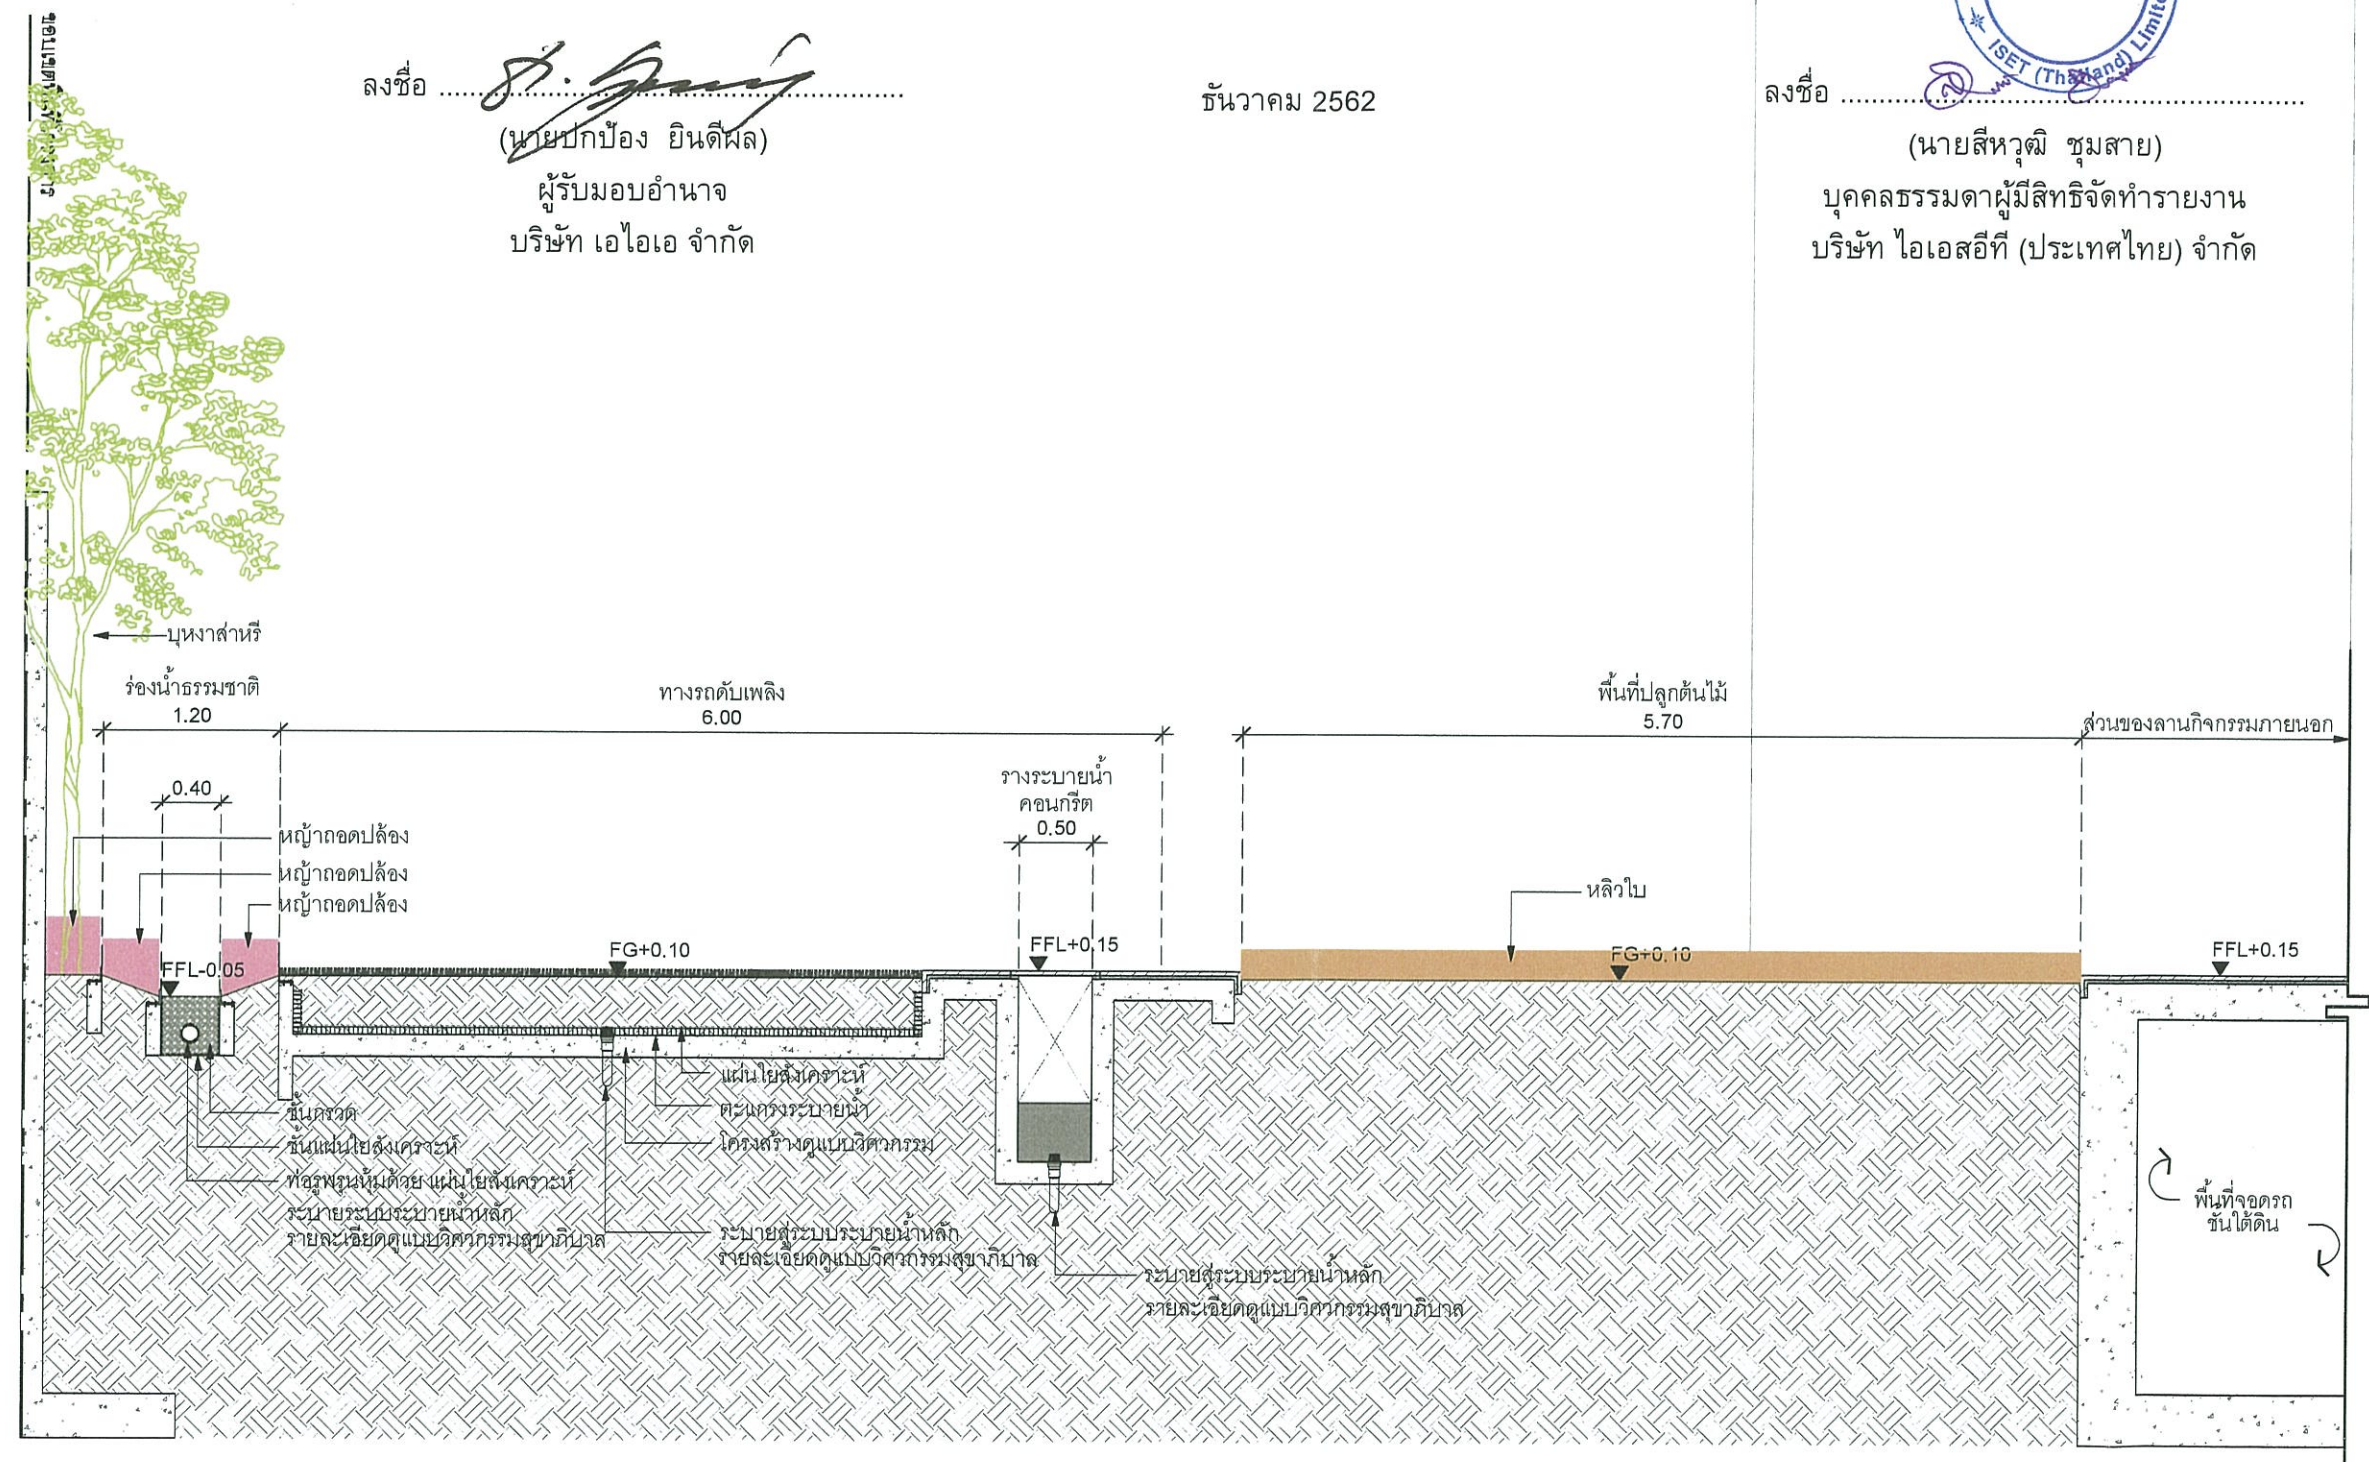 ลงชื่อ
(นายปกป้อง ยินดีผล)
ผู้รับมอบอำนาจ
บริษัท เอไอเอ จำกัด
ธันวาคม 2562
ISET (Thailand) Limite
ลงชื่อ
(นายสีหวุฒิ ชุมสาย)
บุคคลธรรมดาผู้มีสิทธิจัดทำรายงาน
บริษัท ไอเอสอีที (ประเทศไทย) จำกัด
บุหงาส่าหรี
ร่องน้ำธรรมชาติ
1.20
ทางรถดับเพลิง
6.00
พื้นที่ปลูกต้นไม้
5.70
ส่วนของลานกิจกรรมภายนอก
0.40
รางระบายน้ำ
คอนกรีต
0.50
หญ้าถอดปล้อง
หญ้าถอดปล้อง
หญ้าถอดปล้อง
หลิวใบ
FFL-0.05
FG+0.10
FFL+0.15
FG+0.10
FFL+0.15
แผ่นใยสังเคราะห์
ตะแกรงระบายน้ำ
โครงสร้างดูแบบวิศวกรรม
ชั้นกรวด
ชั้นแผ่นใยสังเคราะห์
ท่อรูพรุนหุ้มด้วย แผ่นใยสังเคราะห์
ระบายระบบระบายน้ำหลัก
รายละเอียดดูแบบวิศวกรรมสุขาภิบาล
ระบายสู่ระบบระบายน้ำหลัก
รายละเอียดดูแบบวิศวกรรมสุขาภิบาล
ระบายสู่ระบบระบายน้ำหลัก
รายละเอียดดูแบบวิศวกรรมสุขาภิบาล
พื้นที่จอดรถ
ชั้นใต้ดิน